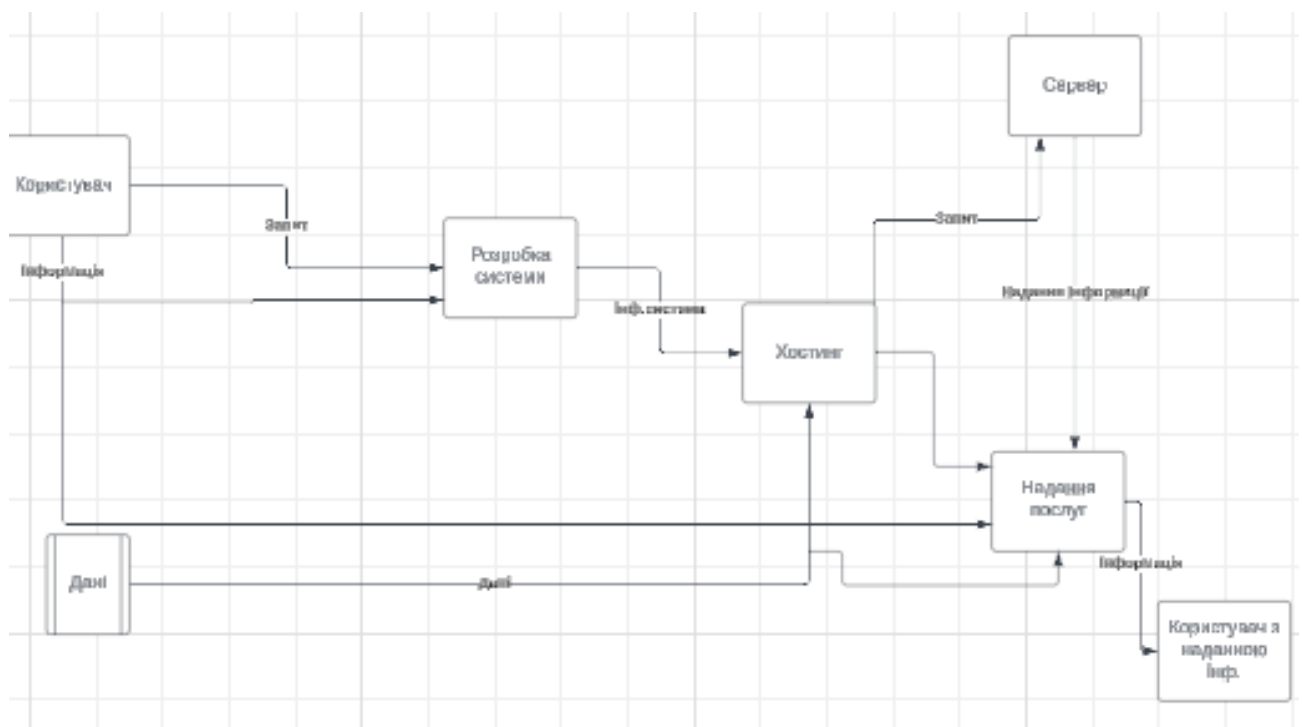 Сервер
Користувач
Запит
Запит
Інформація
Розробка
системи
Надання інформації
Інф.система
Хостинг
Надання
послуг
Інформація
Дані
Дані
Користувач з
наданною
Інф.